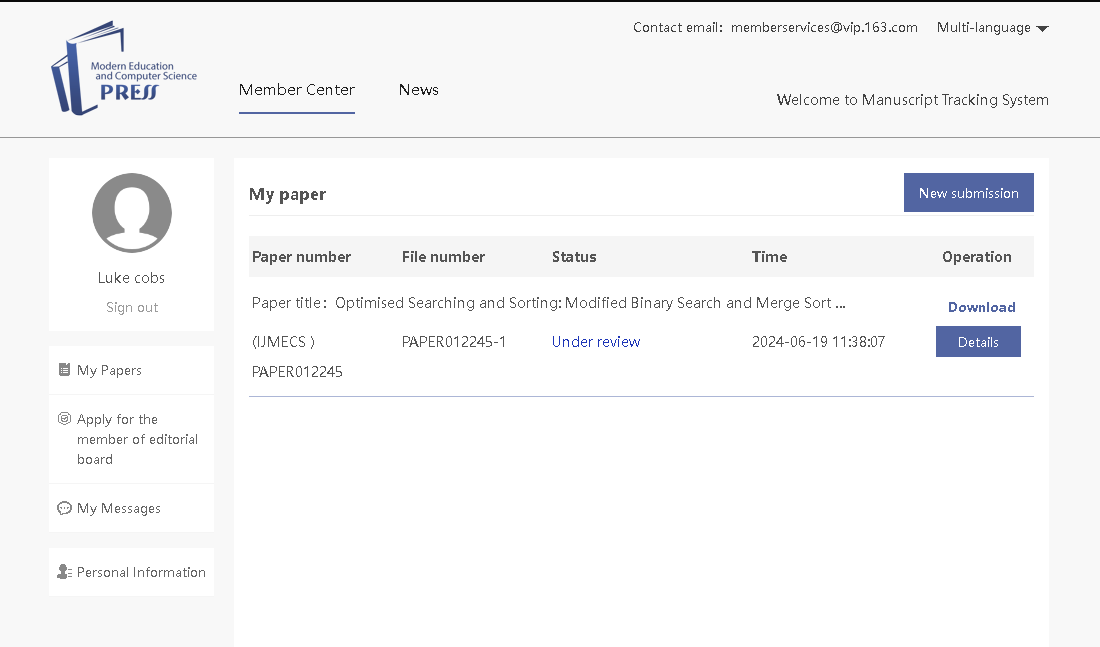 Contact email: memberservices@vip.163.com Multi-language
Modern Education
and Computer Science
PRESS
Member Center News
Welcome to Manuscript Tracking System
Luke cobs
Sign out
My Papers
Apply for the
member of editorial
board
My Messages
Personal Information
My paper New submission
Paper number File number Status Time Operation
Paper title: Optimised Searching and Sorting: Modified Binary Search and Merge Sort ...
Download
(IJMECS ) PAPER012245-1 Under review 2024-06-19 11:38:07 Details
PAPER012245